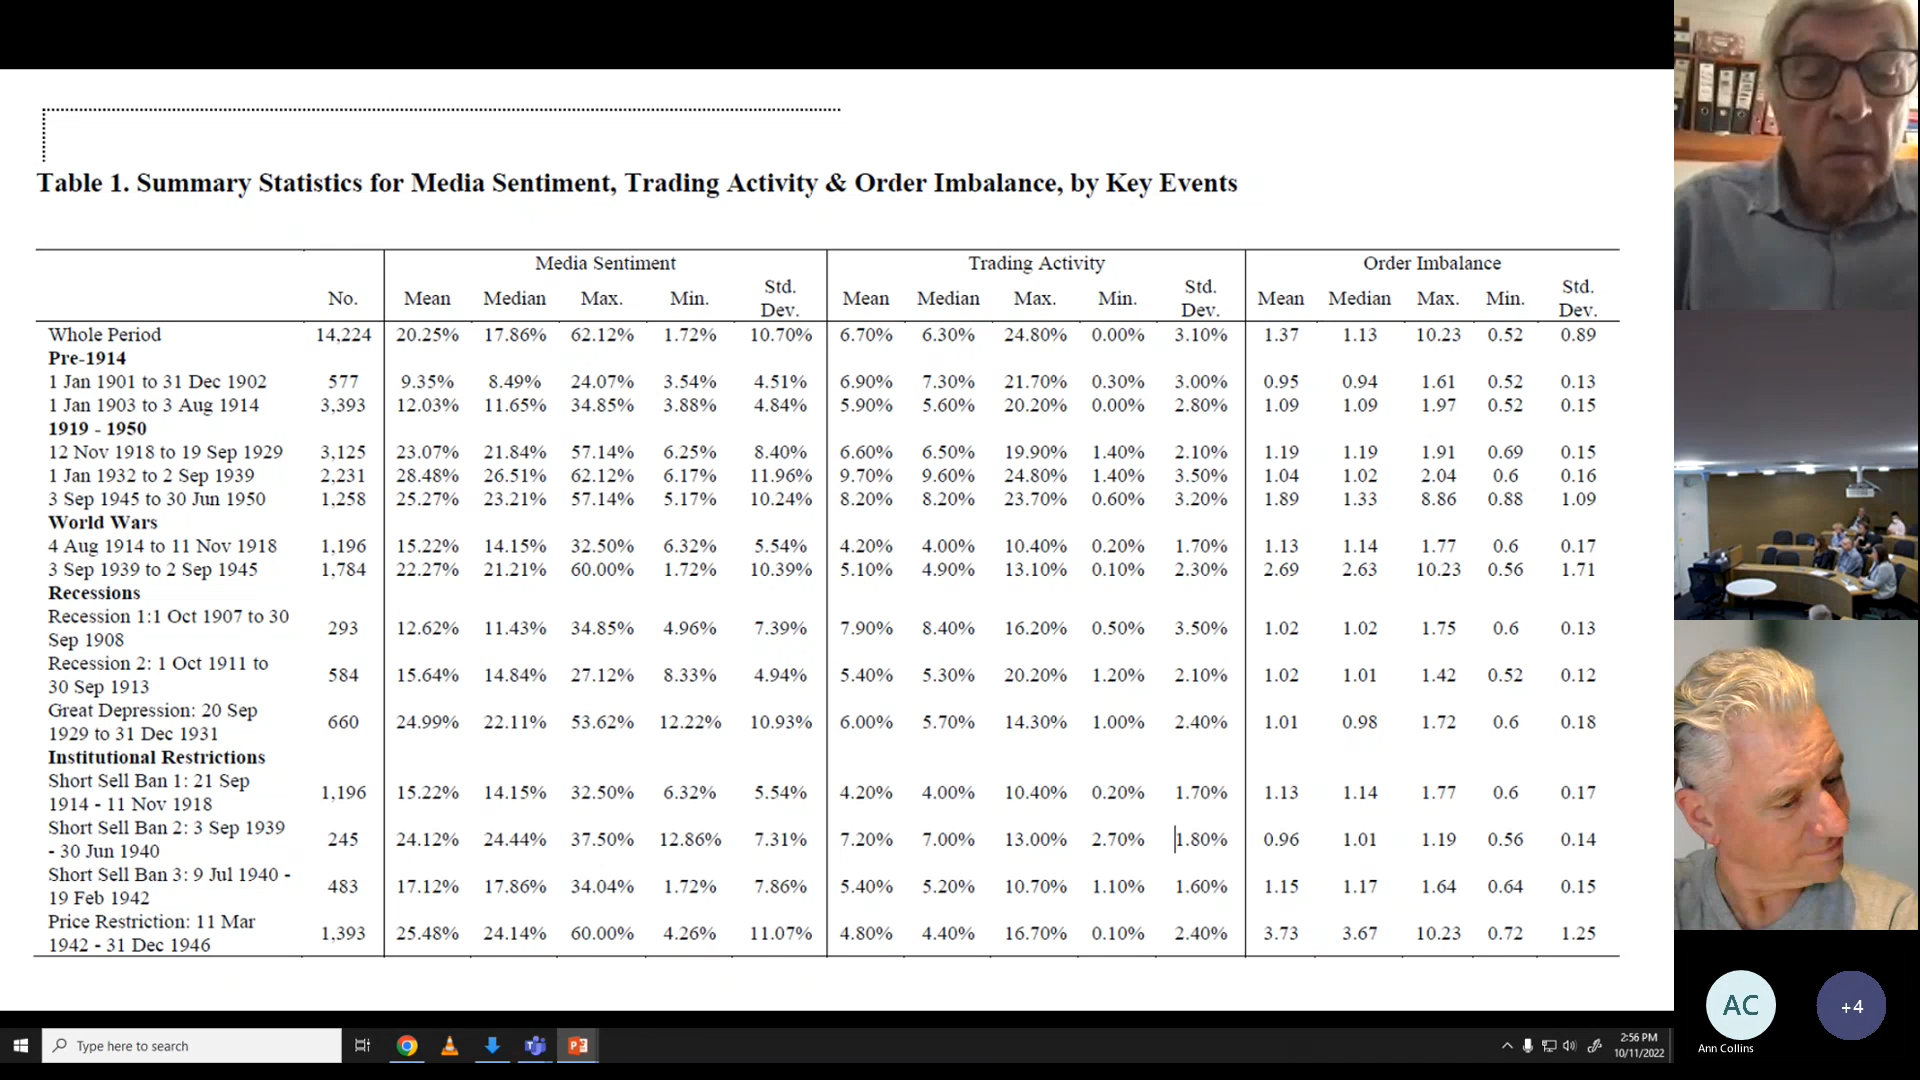 Table 1. Summary Statistics for Media Sentiment, Trading Activity & Order Imbalance, by Key Events
Media Sentiment Trading Activity Order Imbalance
No. Mean Median Max. Min. Std. Dev. Mean Median Max. Min. Std. Dev. Mean Median Max. Min. Std. Dev.
Whole Period 14,224 20.25% 17.86% 62.12% 1.72% 10.70% 6.70% 6.30% 24.80% 0.00% 3.10% 1.37 1.13 10.23 0.52 0.89
Pre-1914
1 Jan 1901 to 31 Dec 1902 577 9.35% 8.49% 24.07% 3.54% 4.51% 6.90% 7.30% 21.70% 0.30% 3.00% 0.95 0.94 1.61 0.52 0.13
1 Jan 1903 to 3 Aug 1914 3,393 12.03% 11.65% 34.85% 3.88% 4.84% 5.90% 5.60% 20.20% 0.00% 2.80% 1.09 1.09 1.97 0.52 0.15
1919 - 1950
12 Nov 1918 to 19 Sep 1929 3,125 23.07% 21.84% 57.14% 6.25% 8.40% 6.60% 6.50% 19.90% 1.40% 2.10% 1.19 1.19 1.91 0.69 0.15
1 Jan 1932 to 2 Sep 1939 2,231 28.48% 26.51% 62.12% 6.17% 11.96% 9.70% 9.60% 24.80% 1.40% 3.50% 1.04 1.02 2.04 0.6 0.16
3 Sep 1945 to 30 Jun 1950 1,258 25.27% 23.21% 57.14% 5.17% 10.24% 8.20% 8.20% 23.70% 0.60% 3.20% 1.89 1.33 8.86 0.88 1.09
World Wars
4 Aug 1914 to 11 Nov 1918 1,196 15.22% 14.15% 32.50% 6.32% 5.54% 4.20% 4.00% 10.40% 0.20% 1.70% 1.13 1.14 1.77 0.6 0.17
3 Sep 1939 to 2 Sep 1945 1,784 22.27% 21.21% 60.00% 1.72% 10.39% 5.10% 4.90% 13.10% 0.10% 2.30% 2.69 2.63 10.23 0.56 1.71
Recessions
Recession 1:1 Oct 1907 to 30
Sep 1908 293 12.62% 11.43% 34.85% 4.96% 7.39% 7.90% 8.40% 16.20% 0.50% 3.50% 1.02 1.02 1.75 0.6 0.13
Recession 2: 1 Oct 1911 to
30 Sep 1913 584 15.64% 14.84% 27.12% 8.33% 4.94% 5.40% 5.30% 20.20% 1.20% 2.10% 1.02 1.01 1.42 0.52 0.12
Great Depression: 20 Sep
1929 to 31 Dec 1931 660 24.99% 22.11% 53.62% 12.22% 10.93% 6.00% 5.70% 14.30% 1.00% 2.40% 1.01 0.98 1.72 0.6 0.18
Institutional Restrictions
Short Sell Ban 1: 21 Sep
1914 - 11 Nov 1918 1,196 15.22% 14.15% 32.50% 6.32% 5.54% 4.20% 4.00% 10.40% 0.20% 1.70% 1.13 1.14 1.77 0.6 0.17
Short Sell Ban 2: 3 Sep 1939
- 30 Jun 1940 245 24.12% 24.44% 37.50% 12.86% 7.31% 7.20% 7.00% 13.00% 2.70% 1.80% 0.96 1.01 1.19 0.56 0.14
Short Sell Ban 3: 9 Jul 1940 -
19 Feb 1942 483 17.12% 17.86% 34.04% 1.72% 7.86% 5.40% 5.20% 10.70% 1.10% 1.60% 1.15 1.17 1.64 0.64 0.15
Price Restriction: 11 Mar
1942 - 31 Dec 1946 1,393 25.48% 24.14% 60.00% 4.26% 11.07% 4.80% 4.40% 16.70% 0.10% 2.40% 3.73 3.67 10.23 0.72 1.25
AC
+4
Ann Collins
Type here to search
2:56 PM
10/11/2022